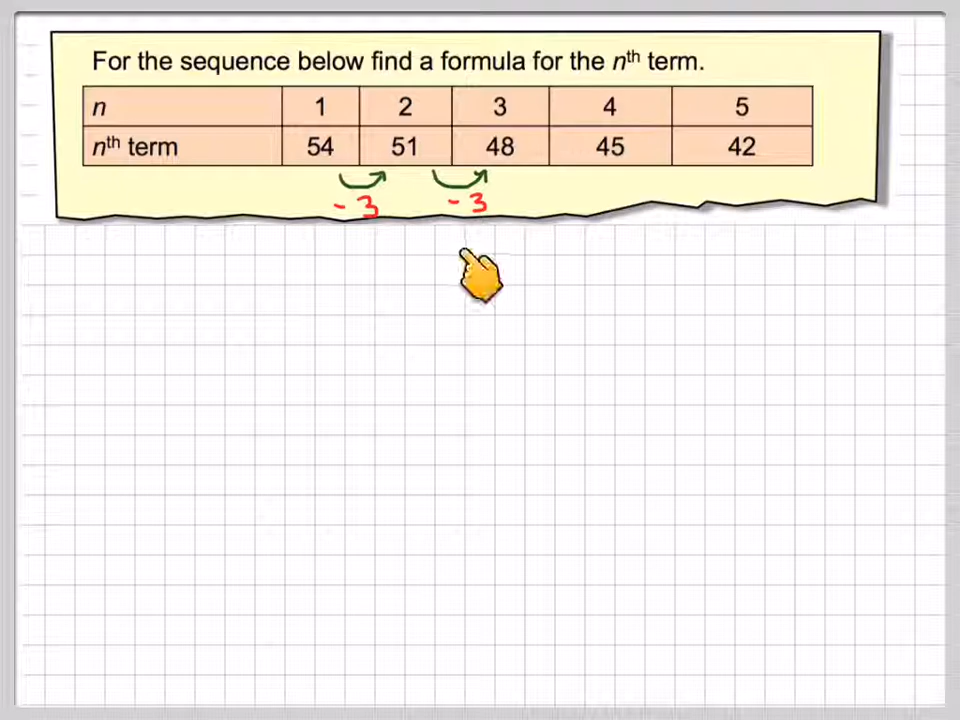 For the sequence below find a formula for the nth term.
n 1 2 3 4 5
nth term 54 51 48 45 42
- 3 - 3